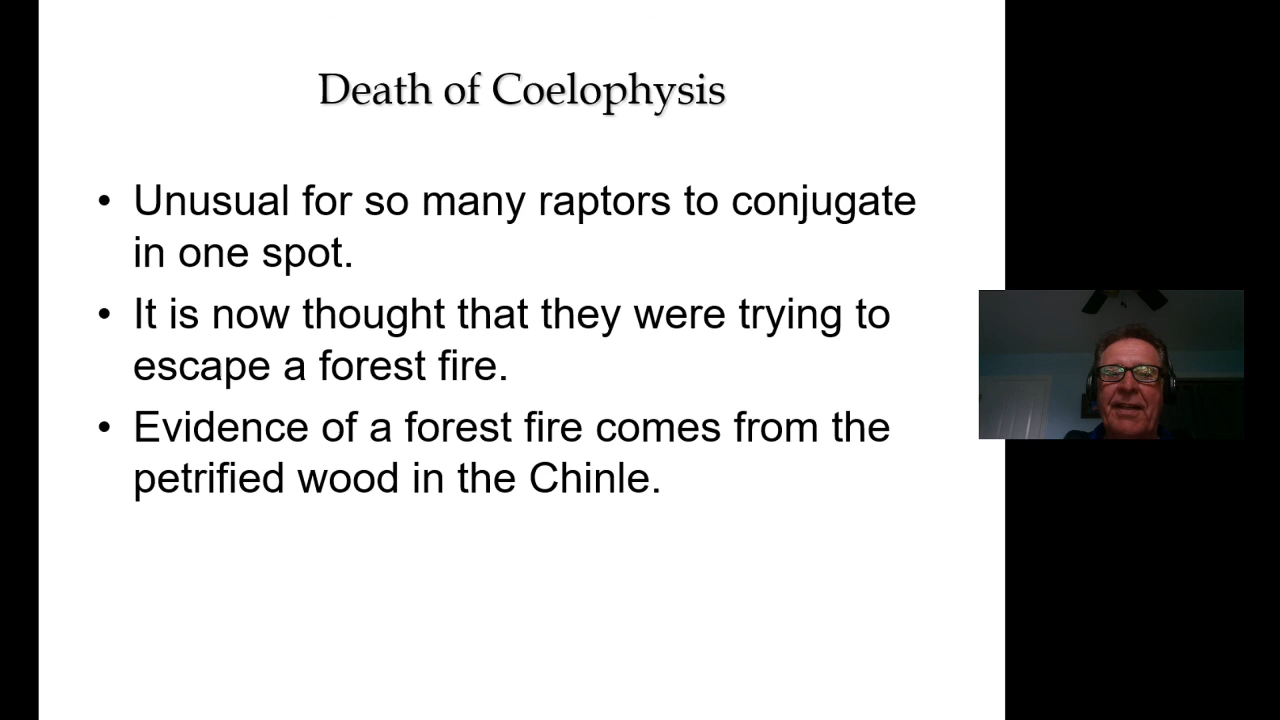 Death of Coelophysis
• Unusual for so many raptors to conjugate
in one spot.
• It is now thought that they were trying to
escape a forest fire.
• Evidence of a forest fire comes from the
petrified wood in the Chinle.